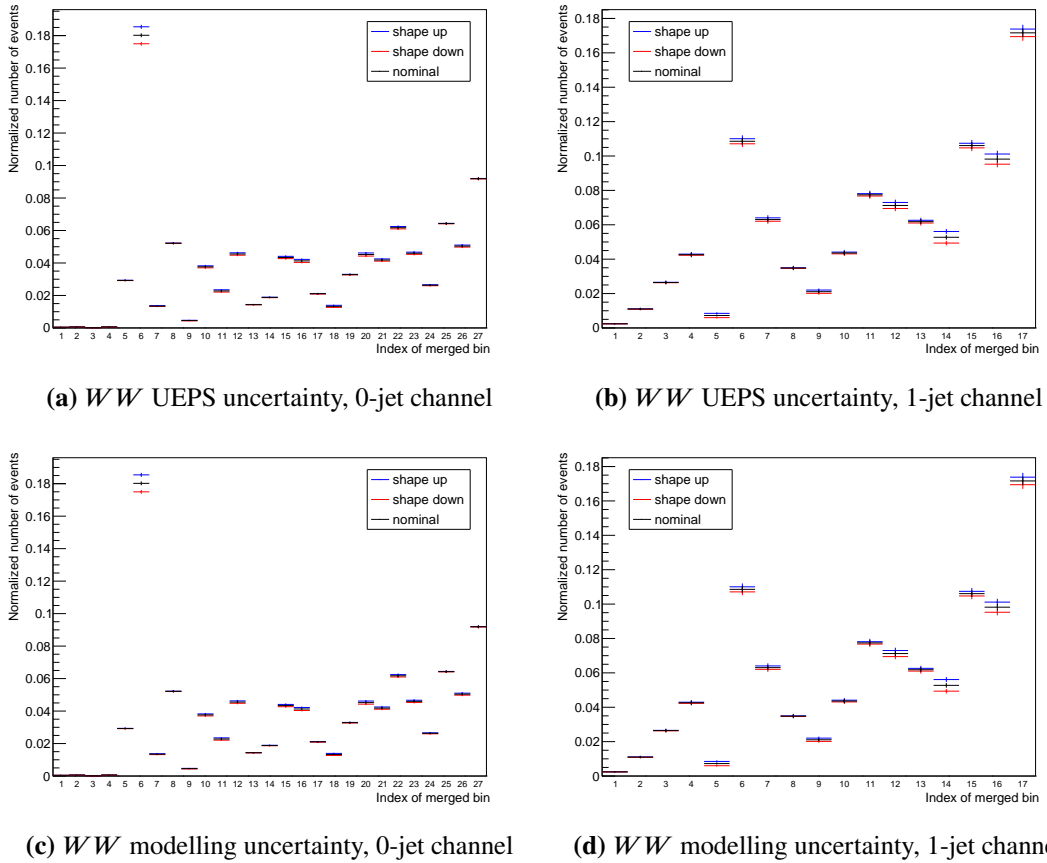 Normalized number of events
0.18
0.16
0.14
0.12
0.1
0.08
0.06
0.04
0.02
0
shape up
shape down
nominal
1 2 3 4 5 6 7 8 9 10 11 12 13 14 15 16 17 18 19 20 21 22 23 24 25 26 27
Index of merged bin
(a) WW UEPS uncertainty, 0-jet channel
Normalized number of events
0.18
0.16
0.14
0.12
0.1
0.08
0.06
0.04
0.02
0
shape up
shape down
nominal
1 2 3 4 5 6 7 8 9 10 11 12 13 14 15 16 17
Index of merged bin
(b) WW UEPS uncertainty, 1-jet channel
Normalized number of events
0.18
0.16
0.14
0.12
0.1
0.08
0.06
0.04
0.02
0
shape up
shape down
nominal
1 2 3 4 5 6 7 8 9 10 11 12 13 14 15 16 17 18 19 20 21 22 23 24 25 26 27
Index of merged bin
(c) WW modelling uncertainty, 0-jet channel
Normalized number of events
0.18
0.16
0.14
0.12
0.1
0.08
0.06
0.04
0.02
0
shape up
shape down
nominal
1 2 3 4 5 6 7 8 9 10 11 12 13 14 15 16 17
Index of merged bin
(d) WW modelling uncertainty, 1-jet